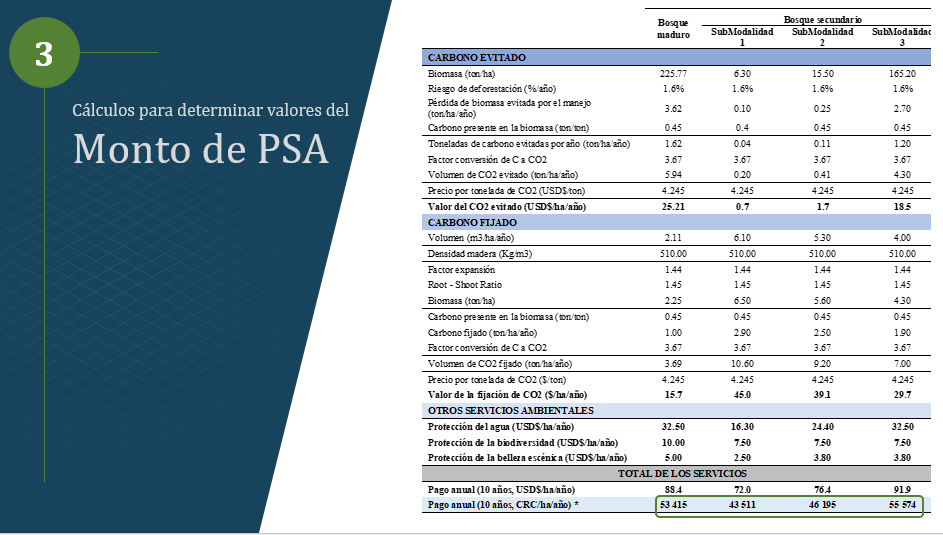 3
Cálculos para determinar valores del
Monto de PSA
Bosque maduro Bosque secundario
SubModalidad 1 SubModalidad 2 SubModalidad 3
CARBONO EVITADO
Biomasa (ton/ha) 225.77 6.30 15.50 165.20
Riesgo de deforestación (%/año) 1.6% 1.6% 1.6% 1.6%
Pérdida de biomasa evitada por el manejo (ton/ha/año) 3.62 0.10 0.25 2.70
Carbono presente en la biomasa (ton/ton) 0.45 0.4 0.45 0.45
Toneladas de carbono evitadas por año (ton/ha/año) 1.62 0.04 0.11 1.20
Factor conversión de C a CO2 3.67 3.67 3.67 3.67
Volumen de CO2 evitado (ton/ha/año) 5.94 0.20 0.41 4.30
Precio por tonelada de CO2 (USD$/ton) 4.245 4.245 4.245 4.245
Valor del CO2 evitado (USD$/ha/año) 25.21 0.7 1.7 18.5
CARBONO FIJADO
Volumen (m3/ha/año) 2.11 6.10 5.30 4.00
Densidad madera (Kg/m3) 510.00 510.00 510.00 510.00
Factor expansión 1.44 1.44 1.44 1.44
Root - Shoot Ratio 1.45 1.45 1.45 1.45
Biomasa (ton/ha) 2.25 6.50 5.60 4.30
Carbono presente en la biomasa (ton/ton) 0.45 0.45 0.45 0.45
Carbono fijado (ton/ha/año) 1.00 2.90 2.50 1.90
Factor conversión de C a CO2 3.67 3.67 3.67 3.67
Volumen de CO2 fijado (ton/ha/año) 3.69 10.60 9.20 7.00
Precio por tonelada de CO2 ($/ton) 4.245 4.245 4.245 4.245
Valor de la fijación de CO2 ($/ha/año) 15.7 45.0 39.1 29.7
OTROS SERVICIOS AMBIENTALES
Protección del agua (USD$/ha/año) 32.50 16.30 24.40 32.50
Protección de la biodiversidad (USD$/ha/año) 10.00 7.50 7.50 7.50
Protección de la belleza escénica (USD$/ha/año) 5.00 2.50 3.80 3.80
TOTAL DE LOS SERVICIOS
Pago anual (10 años, USD$/ha/año) 88.4 72.0 76.4 91.9
Pago anual (10 años, CRC/ha/año) * 53 415 43 511 46 195 55 574